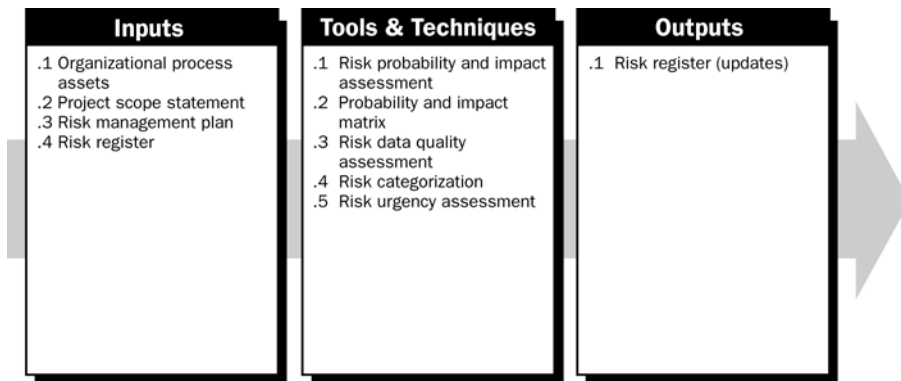 Inputs
.1 Organizational process
assets
.2 Project scope statement
.3 Risk management plan
.4 Risk register
Tools & Techniques
.1 Risk probability and impact
assessment
.2 Probability and impact
matrix
.3 Risk data quality
assessment
.4 Risk categorization
.5 Risk urgency assessment
Outputs
.1 Risk register (updates)